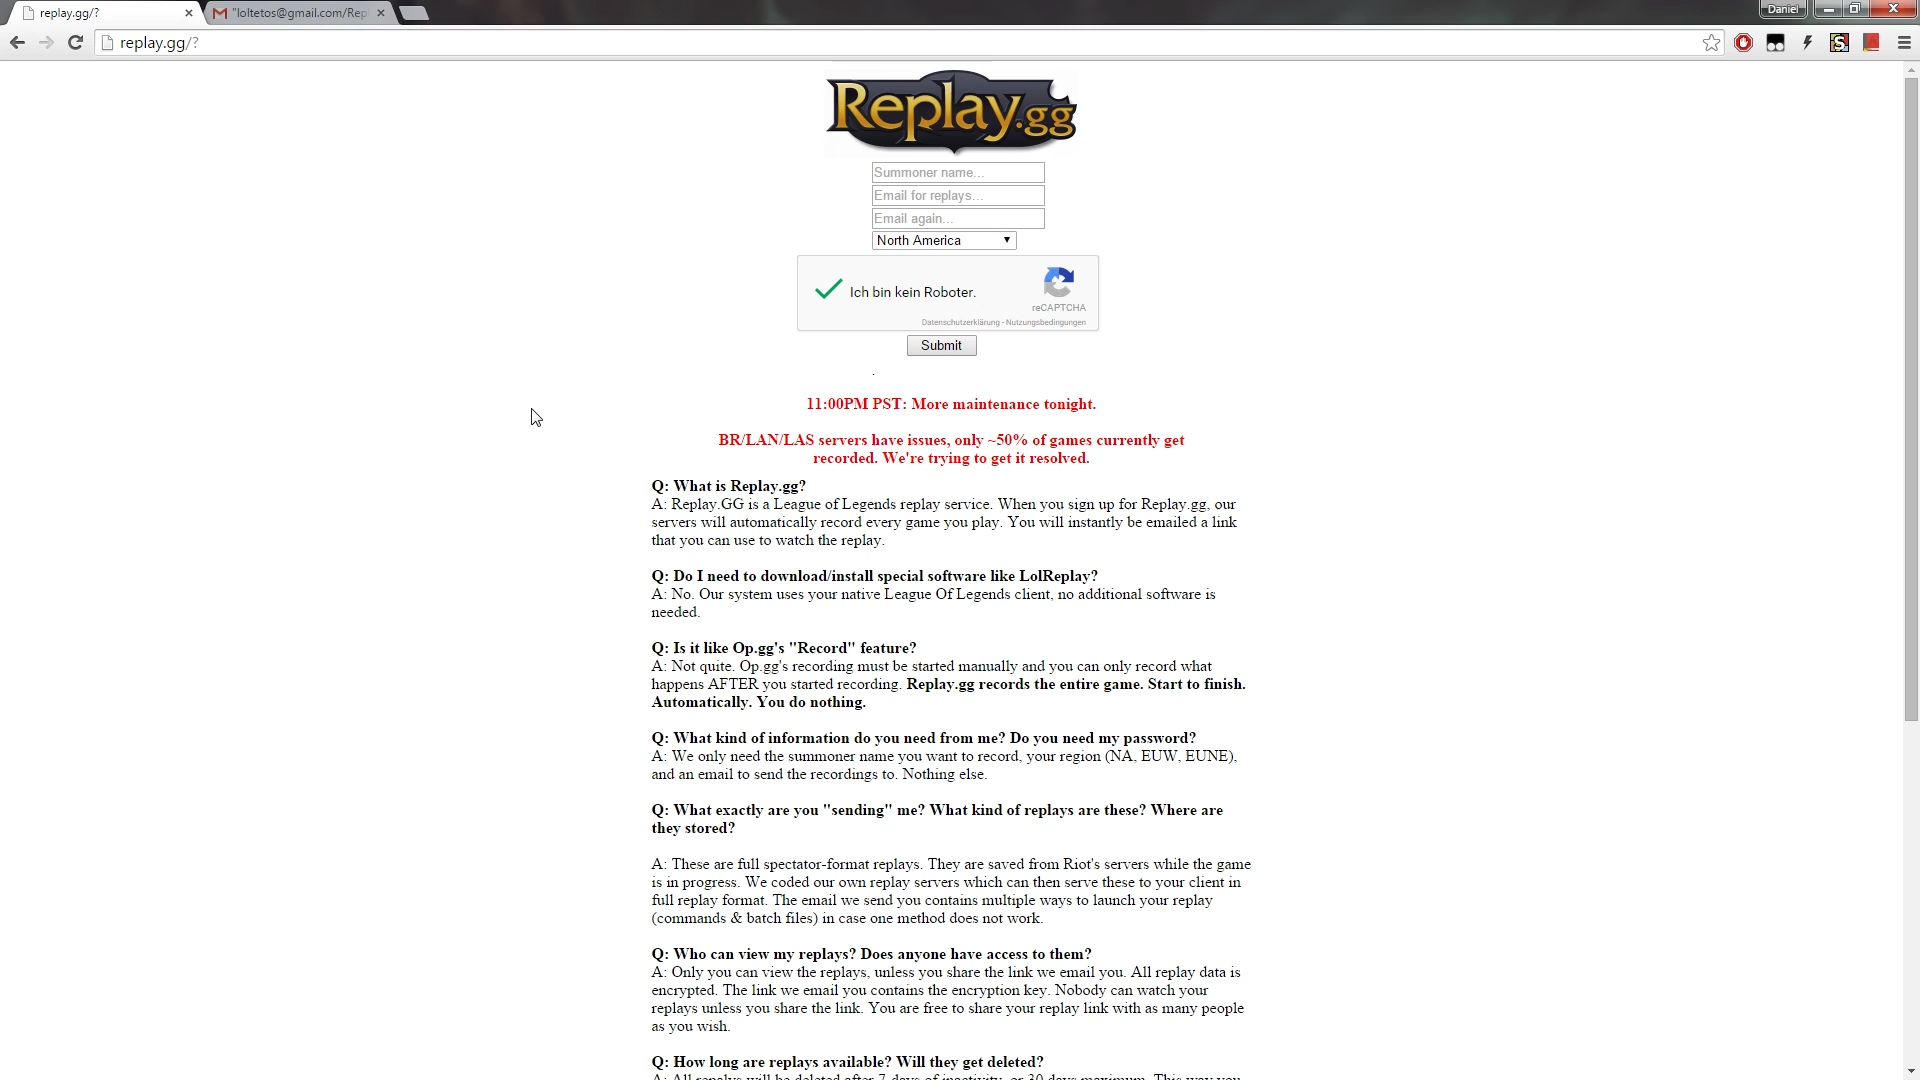 replay.gg/?
"loltetos@gmail.com/Rep
Daniel
replay.gg/?
Replay.gg
Summoner name...
Email for replays...
Email again...
North America
Ich bin kein Roboter.
reCAPTCHA
Datenschutzerklärung - Nutzungsbedingungen
Submit
.
11:00PM PST: More maintenance tonight.
BR/LAN/LAS servers have issues, only ~50% of games currently get
recorded. We're trying to get it resolved.
Q: What is Replay.gg?
A: Replay.GG is a League of Legends replay service. When you sign up for Replay.gg, our
servers will automatically record every game you play. You will instantly be emailed a link
that you can use to watch the replay.
Q: Do I need to download/install special software like LolReplay?
A: No. Our system uses your native League Of Legends client, no additional software is
needed.
Q: Is it like Op.gg's "Record" feature?
A: Not quite. Op.gg's recording must be started manually and you can only record what
happens AFTER you started recording. Replay.gg records the entire game. Start to finish.
Automatically. You do nothing.
Q: What kind of information do you need from me? Do you need my password?
A: We only need the summoner name you want to record, your region (NA, EUW, EUNE),
and an email to send the recordings to. Nothing else.
Q: What exactly are you "sending" me? What kind of replays are these? Where are
they stored?
A: These are full spectator-format replays. They are saved from Riot's servers while the game
is in progress. We coded our own replay servers which can then serve these to your client in
full replay format. The email we send you contains multiple ways to launch your replay
(commands & batch files) in case one method does not work.
Q: Who can view my replays? Does anyone have access to them?
A: Only you can view the replays, unless you share the link we email you. All replay data is
encrypted. The link we email you contains the encryption key. Nobody can watch your
replays unless you share the link. You are free to share your replay link with as many people
as you wish.
Q: How long are replays available? Will they get deleted?
A: All repalys will be deleted after 7 days of inactivity, or 30 days maximum. This way you